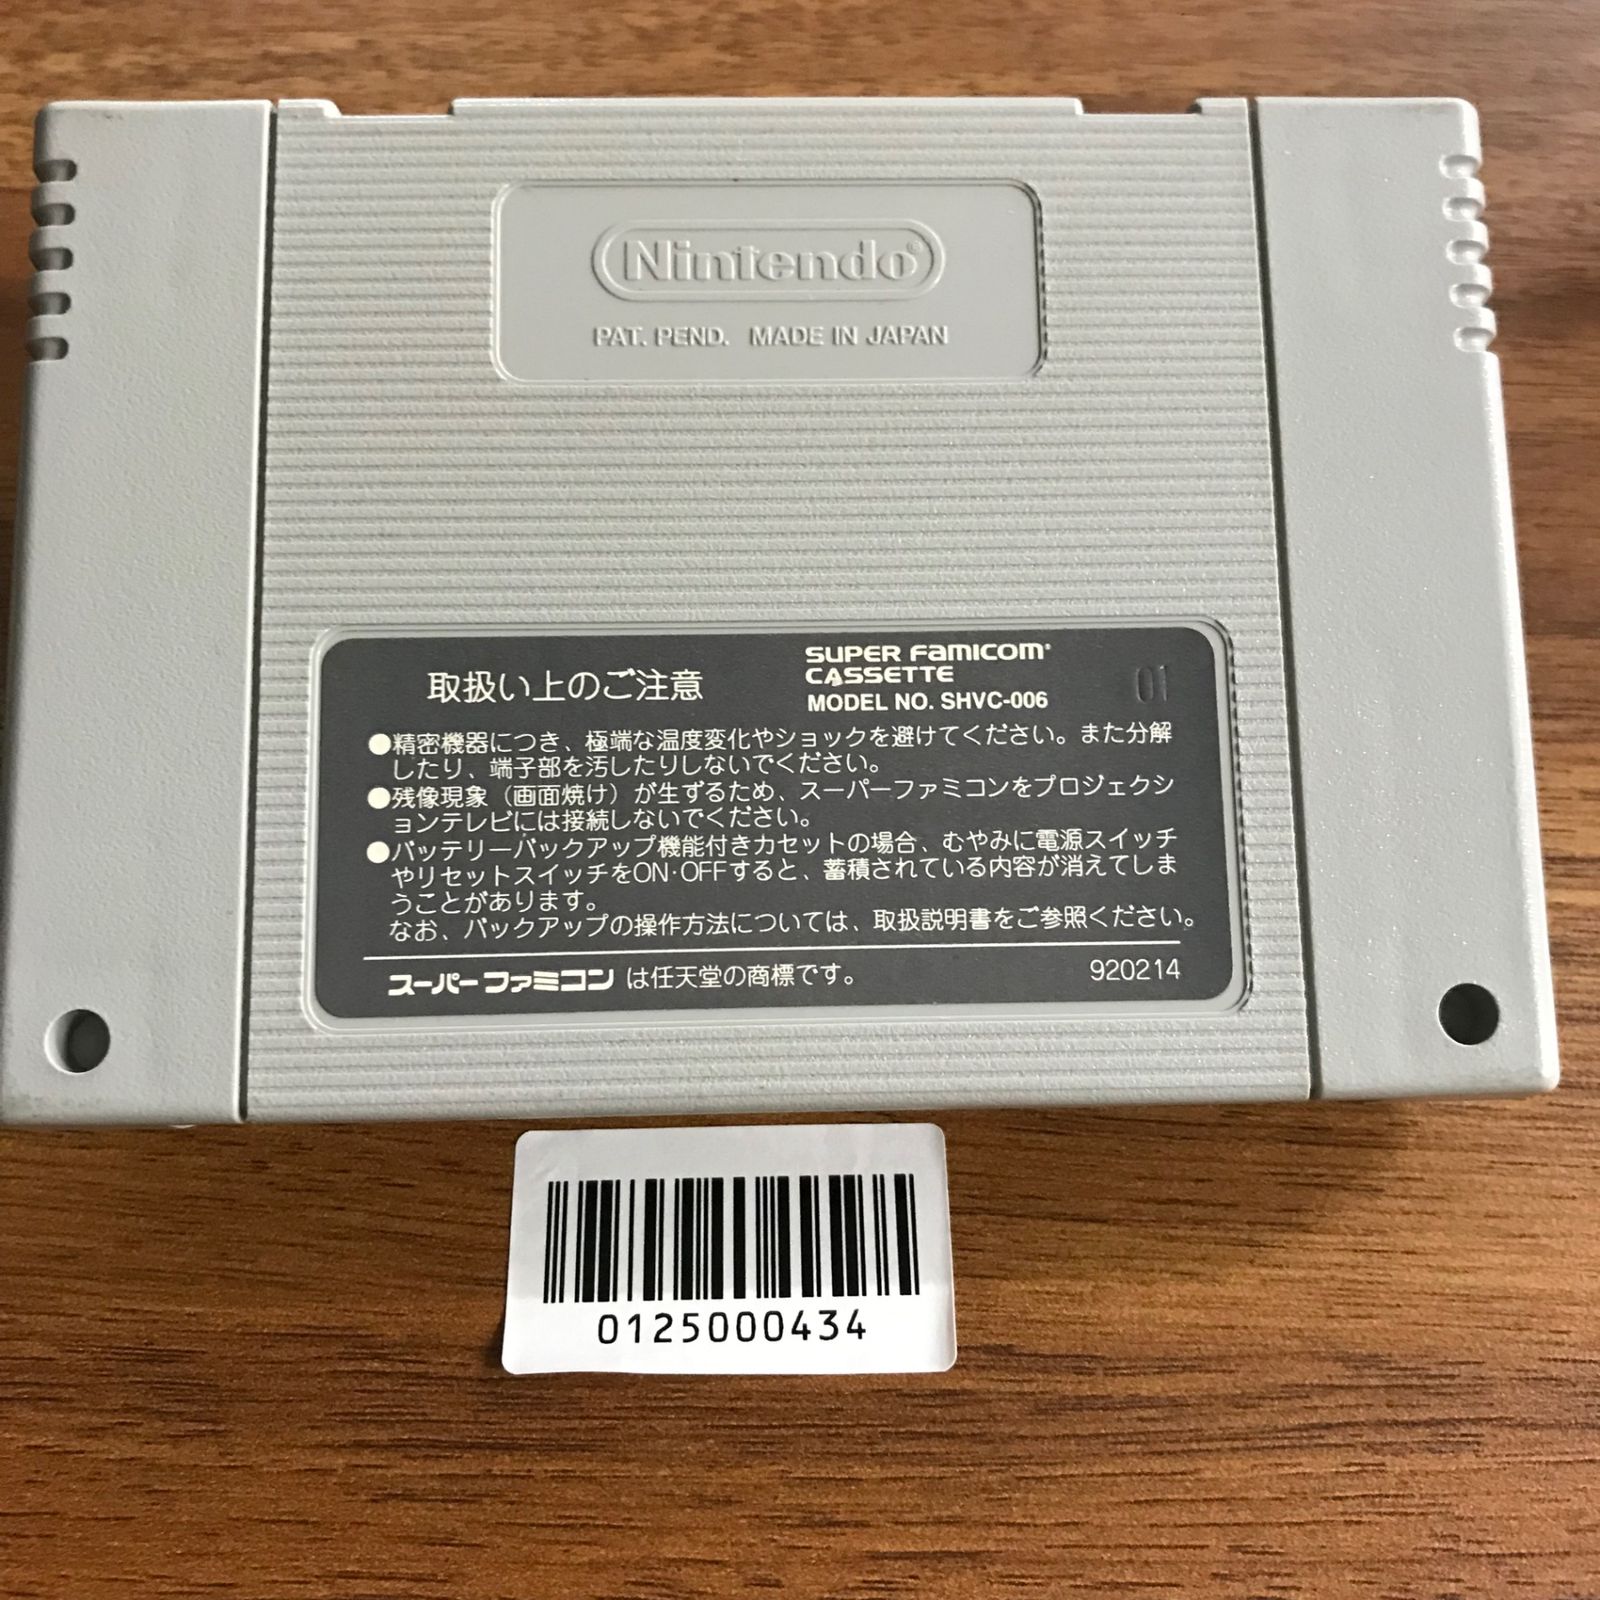 Nintendo®
PAT. PEND. MADE IN JAPAN
取扱い上のご注意
SUPER FAMICOM
CASSETTE
MODEL NO. SHVC-006
01
●精密機器につき、極端な温度変化やショックを避けてください。また分解
したり、端子部を汚したりしないでください。
●残像現象（画面焼け）が生ずるため、スーパーファミコンをプロジェクシ
ョンテレビには接続しないでください。
●バッテリーバックアップ機能付きカセットの場合、むやみに電源スイッチ
やリセットスイッチをON·OFFすると、蓄積されている内容が消えてしま
うことがあります。
なお、バックアップの操作方法については、取扱説明書をご参照ください。
スーパーファミコン は任天堂の商標です。
920214
0125000434